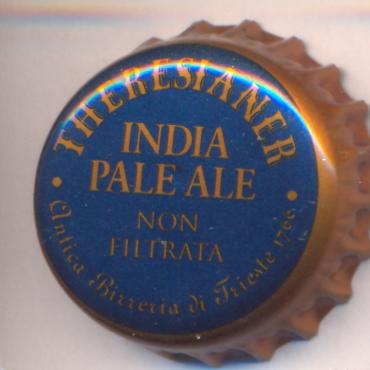 THERESIANER
INDIA
PALE ALE
NON
FILTRATA
• Antica Birreria di Trieste 1766 •